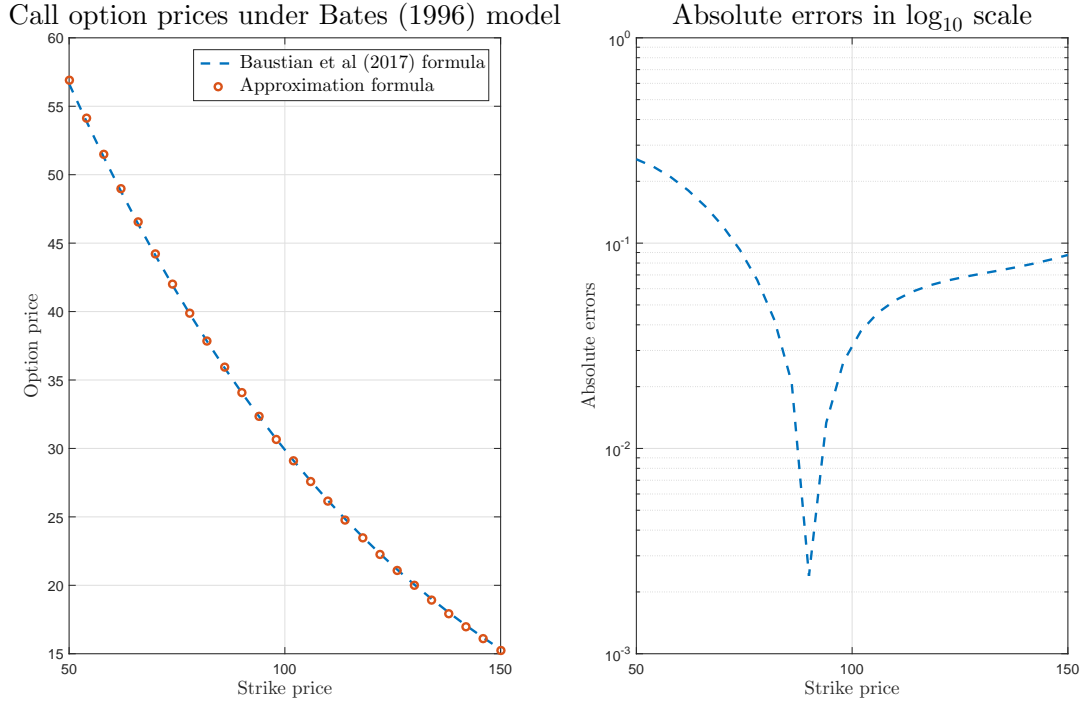 Call option prices under Bates (1996) model
60
55
50
45
40
35
30
25
20
15
Option price
Baustian et al (2017) formula
Approximation formula
50
100
150
Strike price
Absolute errors in log₁₀ scale
10⁰
10⁻¹
10⁻²
10⁻³
Absolute errors
50
100
150
Strike price